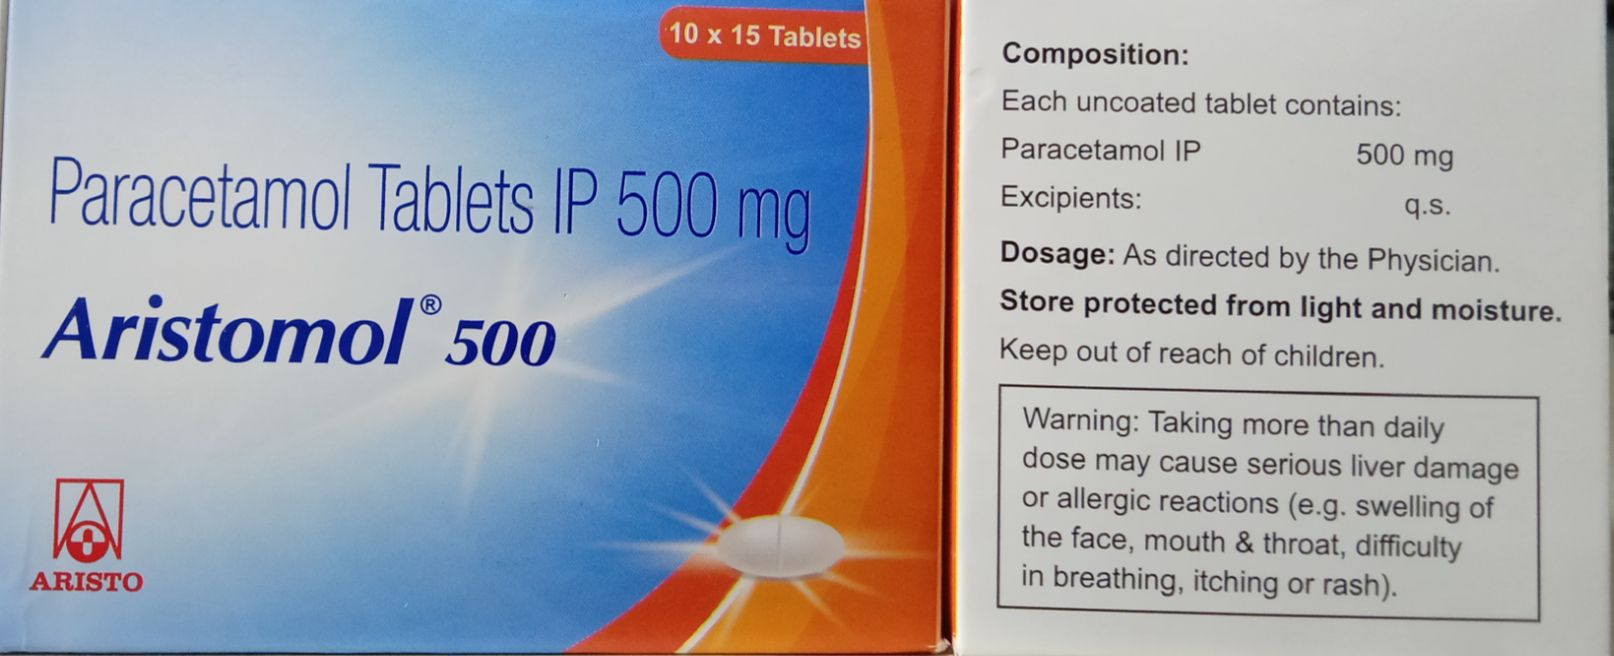 10 x 15 Tablets
Paracetamol Tablets IP 500 mg
Aristomol® 500
ARISTO
Composition:
Each uncoated tablet contains:
Paracetamol IP 500 mg
Excipients: q.s.
Dosage: As directed by the Physician.
Store protected from light and moisture.
Keep out of reach of children.
Warning: Taking more than daily
dose may cause serious liver damage
or allergic reactions (e.g. swelling of
the face, mouth & throat, difficulty
in breathing, itching or rash).